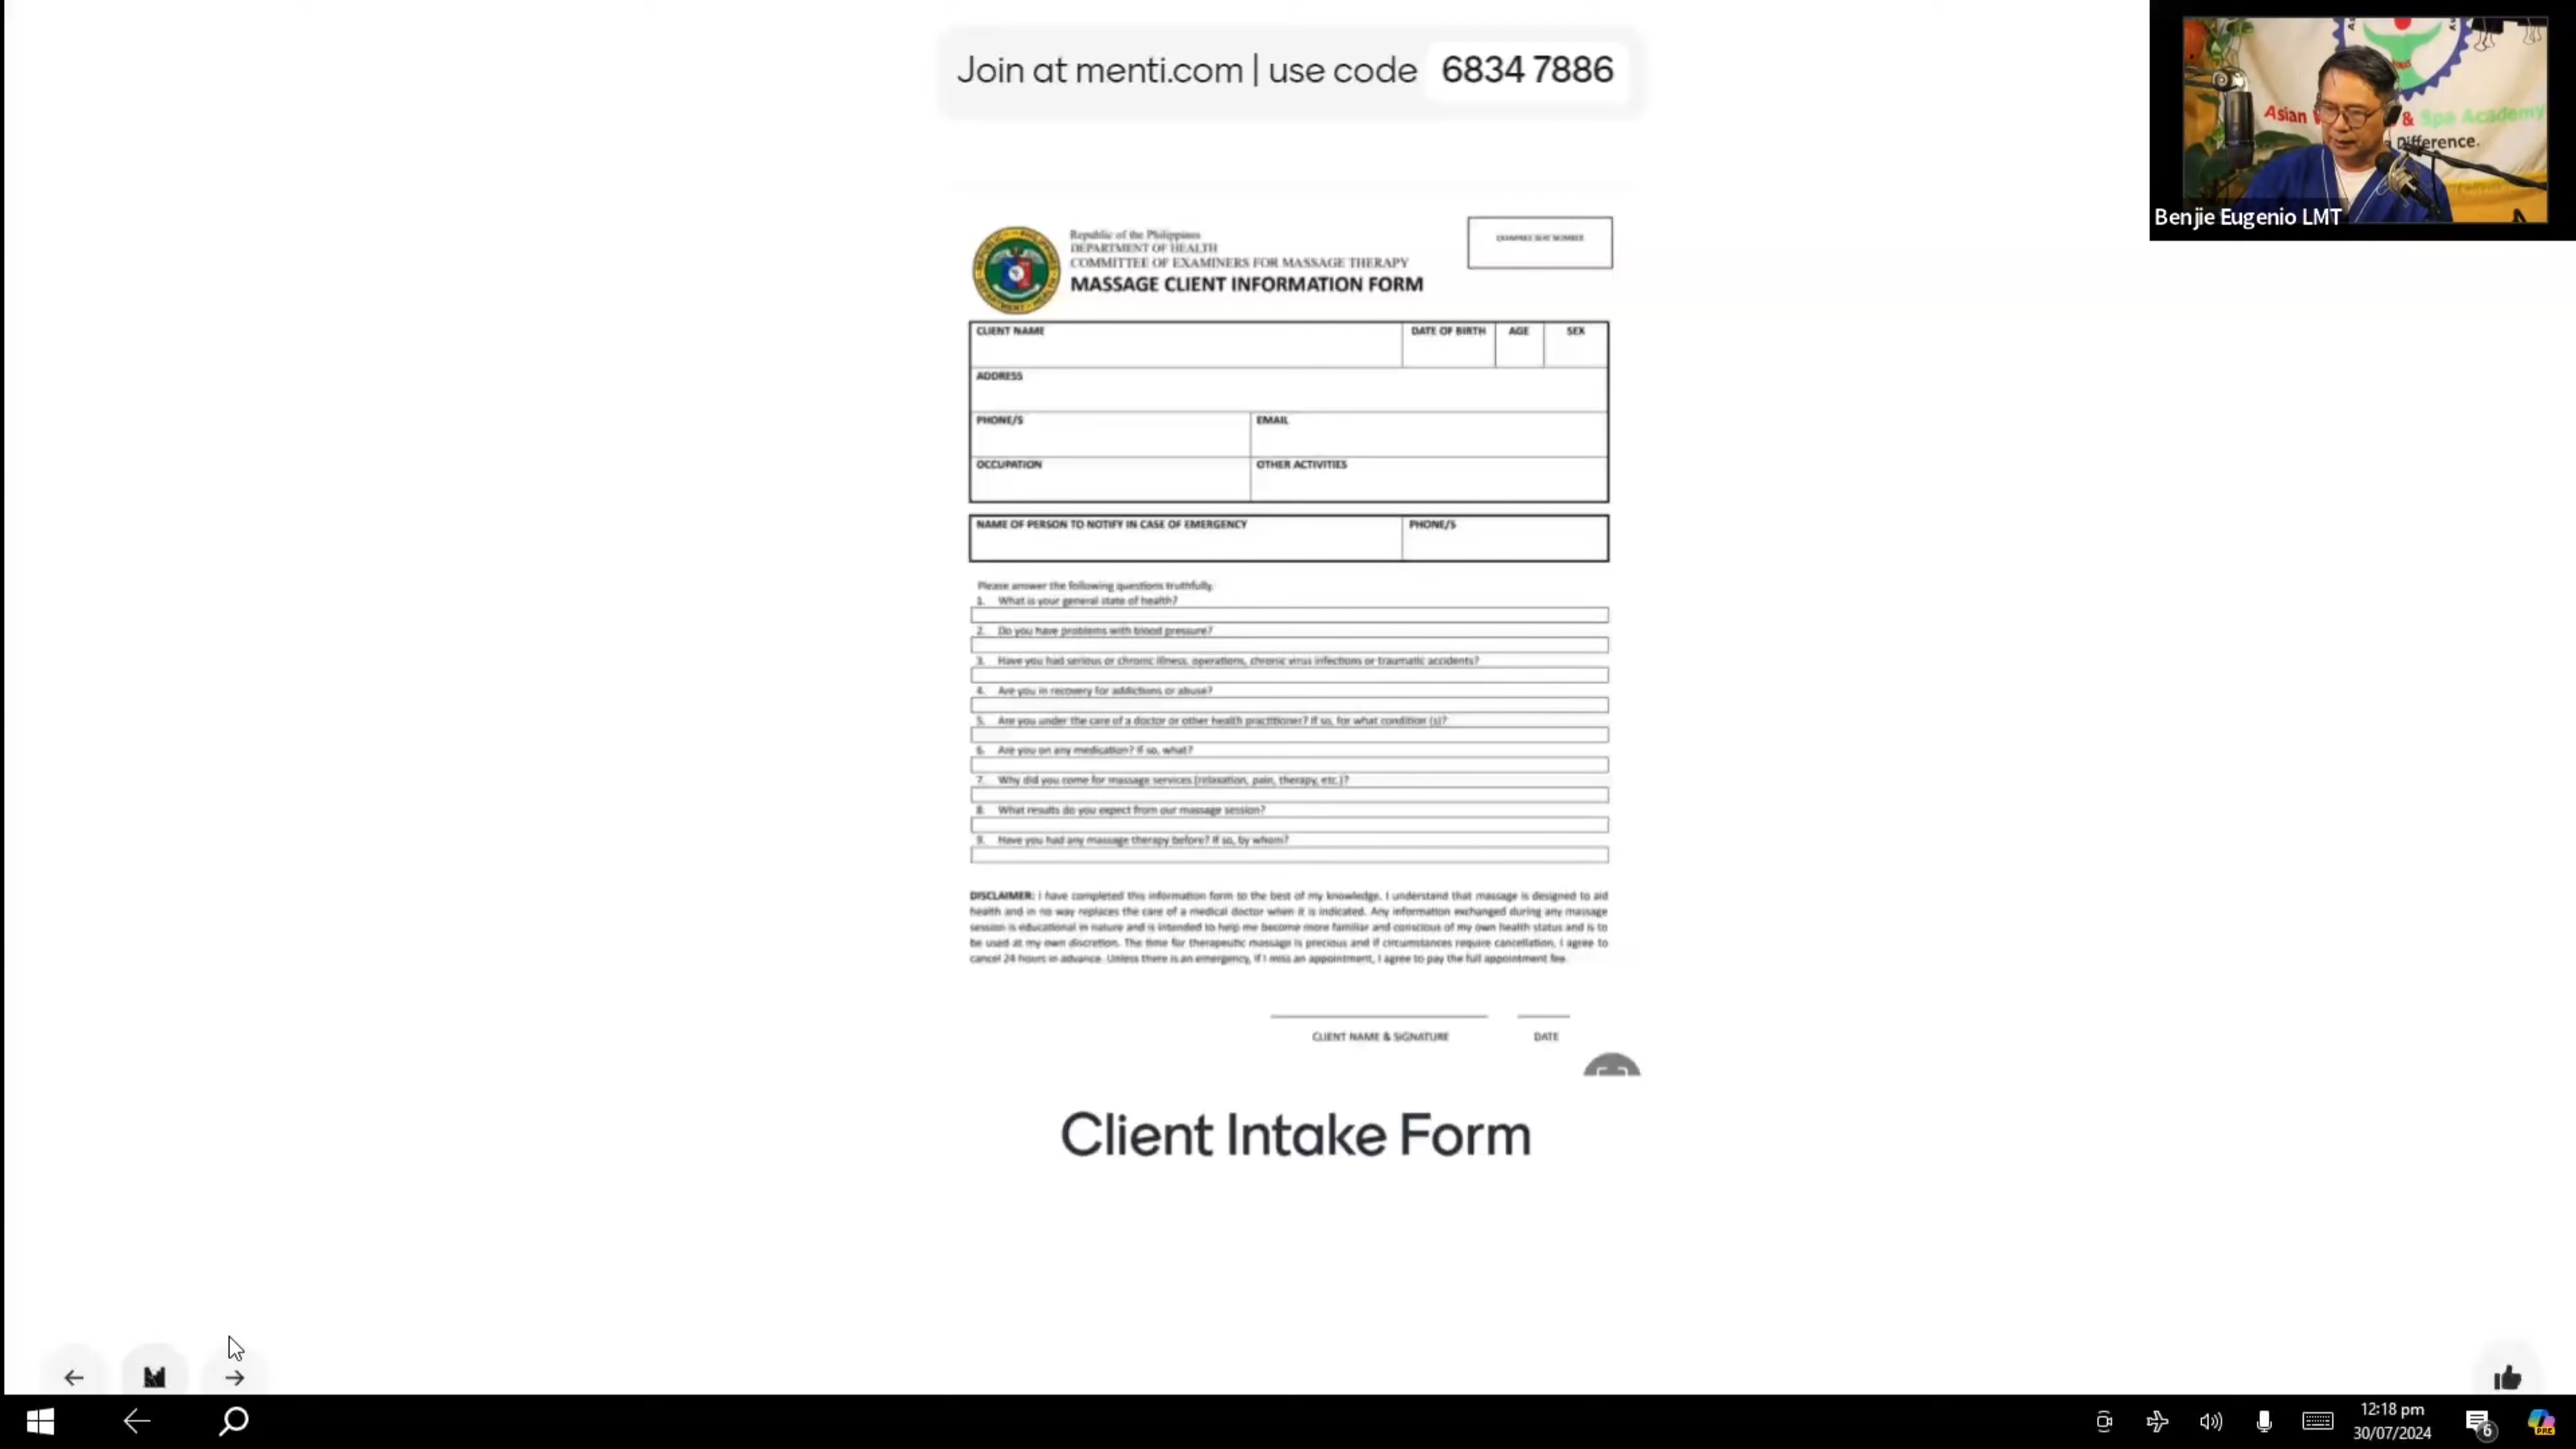 Join at menti.com | use code 6834 7886
Asian & Spa Academy
Difference.
Benjie Eugenio LMT
Republic of the Philippines
DEPARTMENT OF HEALTH
COMMITTEE OF EXAMINERS FOR MASSAGE THERAPY
MASSAGE CLIENT INFORMATION FORM
EXAMINEE SEAT NUMBER
CLIENT NAME
DATE OF BIRTH
AGE
SEX
ADDRESS
PHONE/S
EMAIL
OCCUPATION
OTHER ACTIVITIES
NAME OF PERSON TO NOTIFY IN CASE OF EMERGENCY
PHONE/S
Please answer the following questions truthfully.
1. What is your general state of health?
2. Do you have problems with blood pressure?
3. Have you had serious or chronic illness, operations, chronic virus infections or traumatic accidents?
4. Are you in recovery for addictions or abuse?
5. Are you under the care of a doctor or other health practitioner? If so, for what condition (s)?
6. Are you on any medication? If so, what?
7. Why did you come for massage services (relaxation, pain, therapy, etc.)?
8. What results do you expect from our massage session?
9. Have you had any massage therapy before? If so, by whom?
DISCLAIMER: I have completed this information form to the best of my knowledge. I understand that massage is designed to aid
health and in no way replaces the care of a medical doctor when it is indicated. Any information exchanged during any massage
session is educational in nature and is intended to help me become more familiar and conscious of my own health status and is to
be used at my own discretion. The time for therapeutic massage is precious and if circumstances require cancellation, I agree to
cancel 24 hours in advance. Unless there is an emergency, if I miss an appointment, I agree to pay the full appointment fee.
CLIENT NAME & SIGNATURE
DATE
Client Intake Form
12:18 pm
30/07/2024
6
PRE